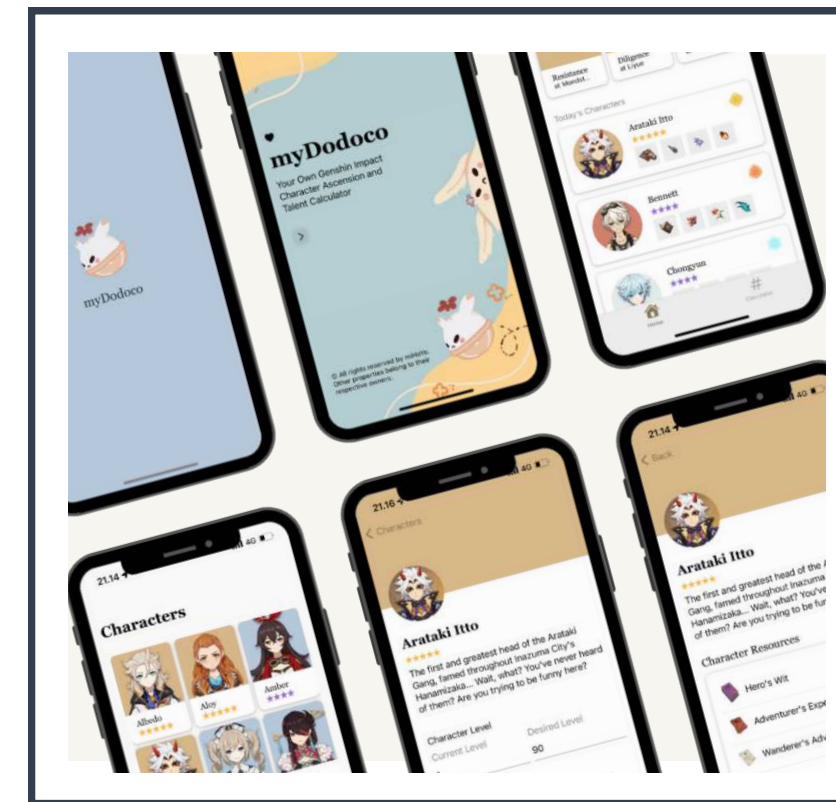 myDodoco
myDodoco
Your Own Genshin Impact
Character Ascension and
Talent Calculator
© All rights reserved by miHoYo.
Other properties belong to their
respective owners.
Resistance
at Mondst...
Diligence
at Liyue
Today's Characters
Arataki Itto
Bennett
Chongyun
Home
Calculator
21.14
4G
Characters
Albedo
Aloy
Amber
21.16
4G
Characters
Arataki Itto
The first and greatest head of the Arataki
Gang, famed throughout Inazuma City's
Hanamizaka... Wait, what? You've never heard
of them? Are you trying to be funny here?
Character Level
Current Level
Desired Level
90
21.14
4G
Back
Arataki Itto
The first and greatest head of the
Gang, famed throughout Inazuma
Hanamizaka... Wait, what? You've
of them? Are you trying to be fun
Character Resources
Hero's Wit
Adventurer's Expe
Wanderer's Adv